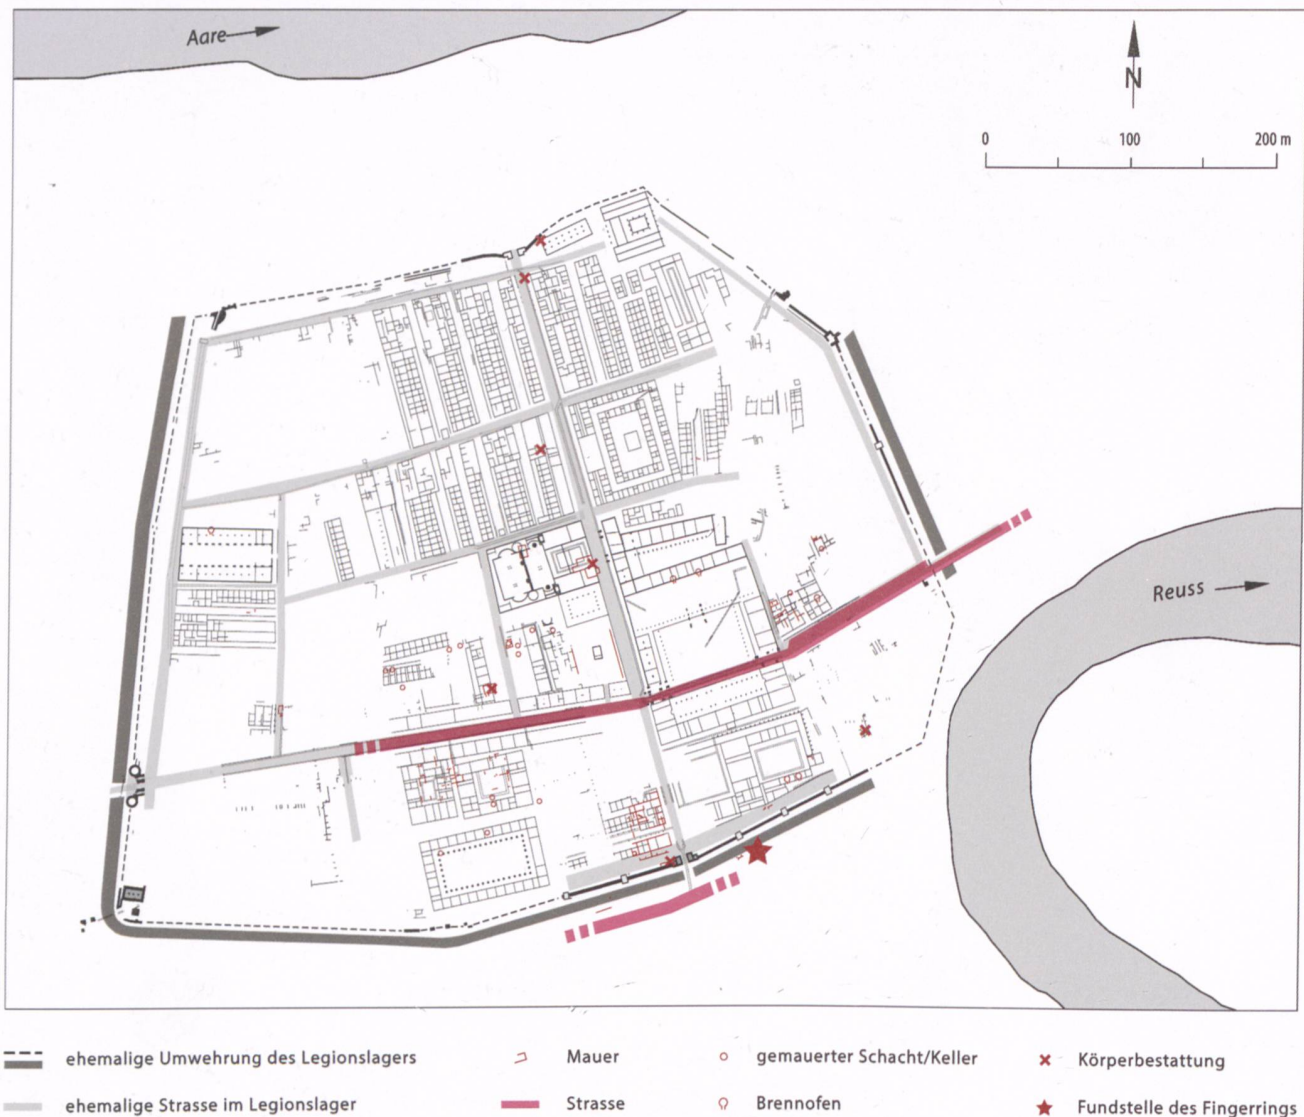 Aare
N
0 100 200 m
Reuss
ehemalige Umwehrung des Legionslagers
Mauer
gemauerter Schacht/Keller
Körperbestattung
ehemalige Strasse im Legionslager
Strasse
Brennofen
Fundstelle des Fingerrings